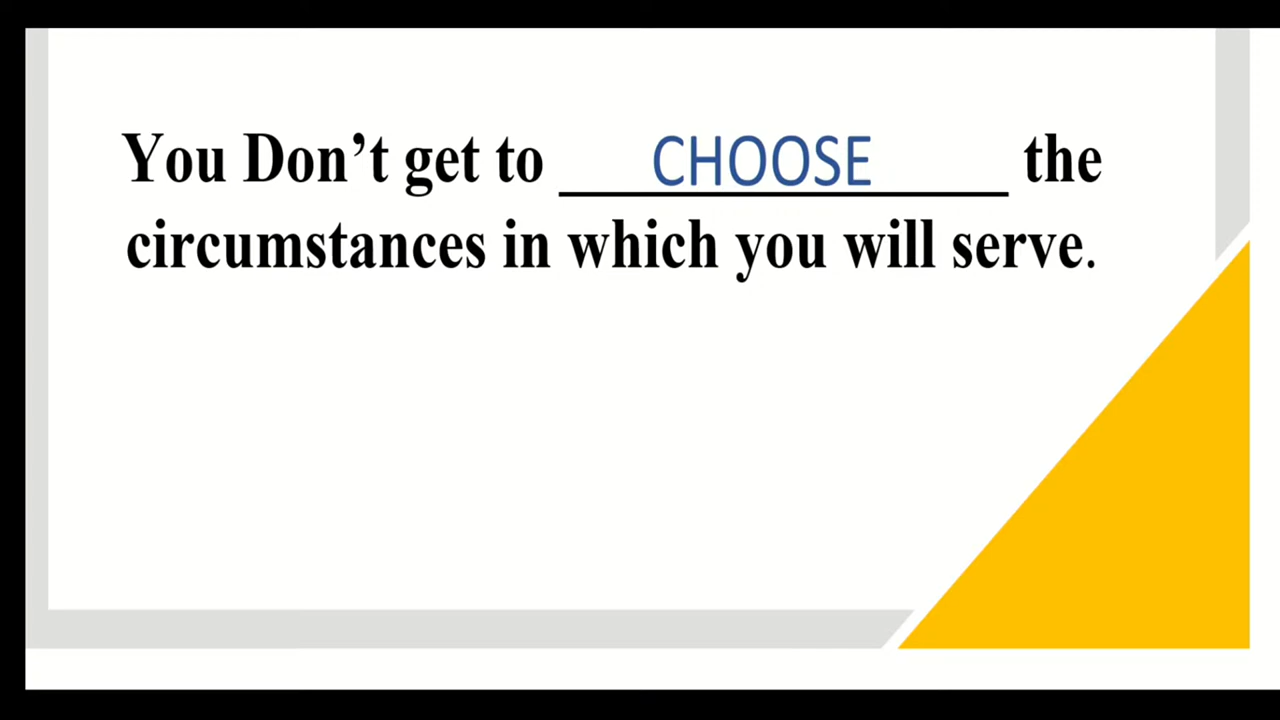 You Don’t get to CHOOSE the
circumstances in which you will serve.